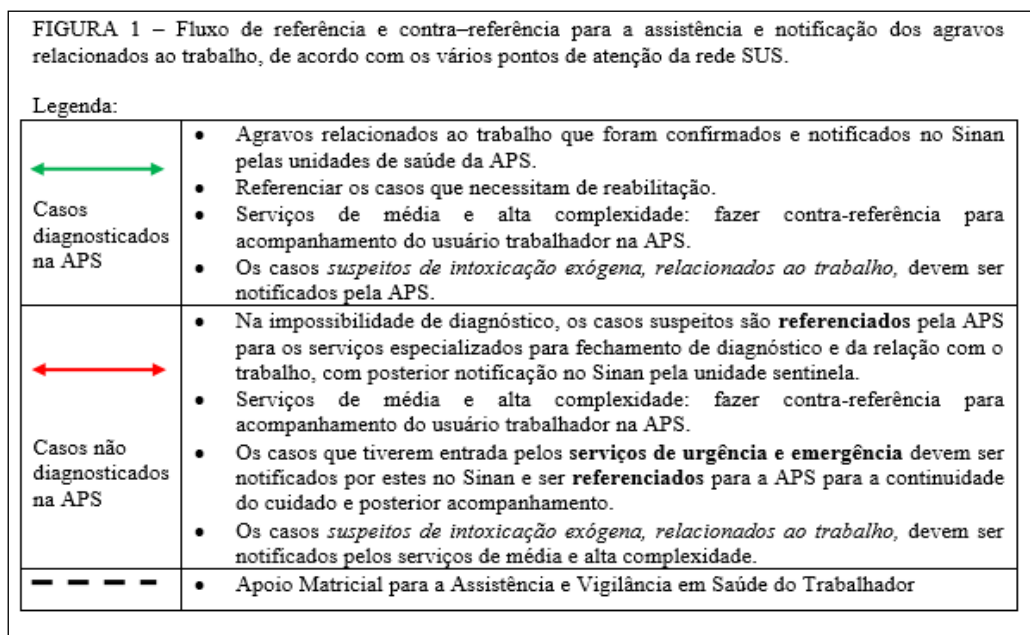 FIGURA 1 – Fluxo de referência e contra–referência para a assistência e notificação dos agravos
relacionados ao trabalho, de acordo com os vários pontos de atenção da rede SUS.
Legenda:
Casos
diagnosticados
na APS
• Agravos relacionados ao trabalho que foram confirmados e notificados no Sinan
pelas unidades de saúde da APS.
• Referenciar os casos que necessitam de reabilitação.
• Serviços de média e alta complexidade: fazer contra-referência para
acompanhamento do usuário trabalhador na APS.
• Os casos suspeitos de intoxicação exógena, relacionados ao trabalho, devem ser
notificados pela APS.
Casos não
diagnosticados
na APS
• Na impossibilidade de diagnóstico, os casos suspeitos são referenciados pela APS
para os serviços especializados para fechamento de diagnóstico e da relação com o
trabalho, com posterior notificação no Sinan pela unidade sentinela.
• Serviços de média e alta complexidade: fazer contra-referência para
acompanhamento do usuário trabalhador na APS.
• Os casos que tiverem entrada pelos serviços de urgência e emergência devem ser
notificados por estes no Sinan e ser referenciados para a APS para a continuidade
do cuidado e posterior acompanhamento.
• Os casos suspeitos de intoxicação exógena, relacionados ao trabalho, devem ser
notificados pelos serviços de média e alta complexidade.
• Apoio Matricial para a Assistência e Vigilância em Saúde do Trabalhador